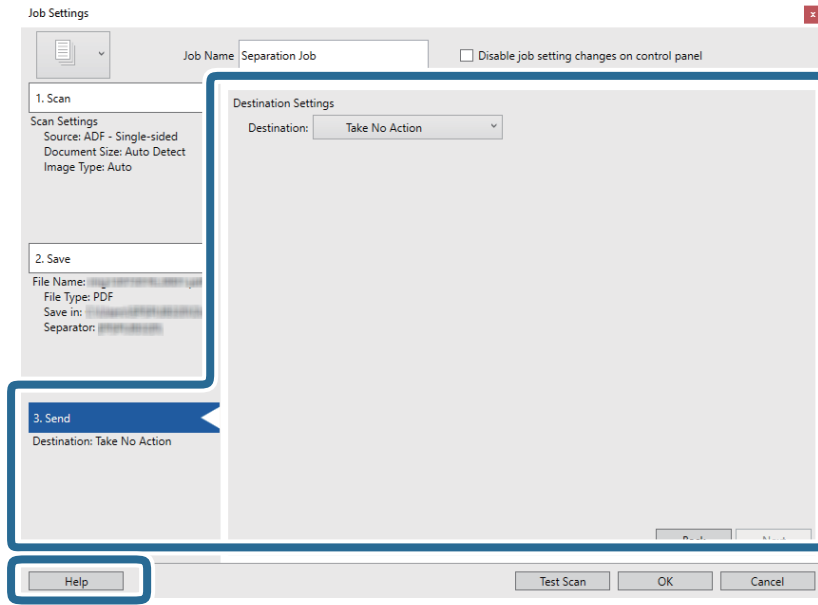 Job Settings
Job Name Separation Job Disable job setting changes on control panel
1. Scan
Scan Settings
Source: ADF - Single-sided
Document Size: Auto Detect
Image Type: Auto
2. Save
File Name:
File Type: PDF
Save in:
Separator:
3. Send
Destination: Take No Action
Destination Settings
Destination: Take No Action
Back Next
Help Test Scan OK Cancel